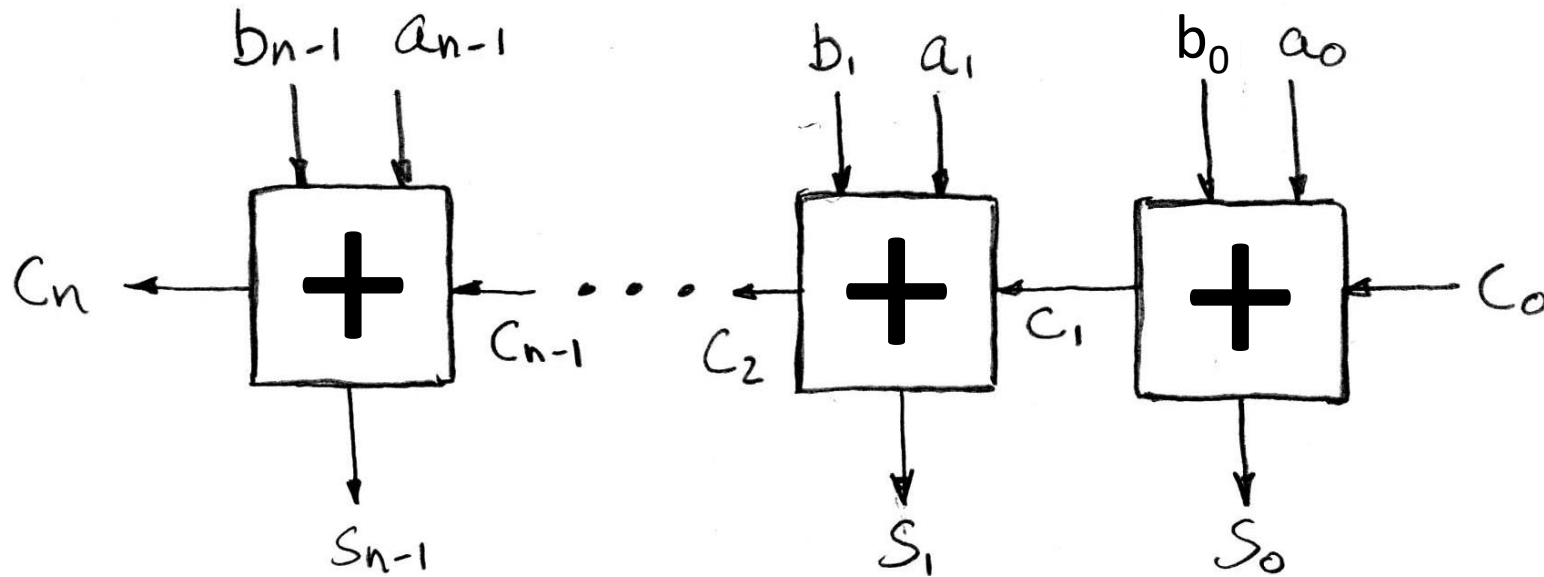 bn-1 an-1 b1 a1 b0 a0
+ + +
Cn Cn-1 • • • C2 C1 C0
Sn-1 S1 S0